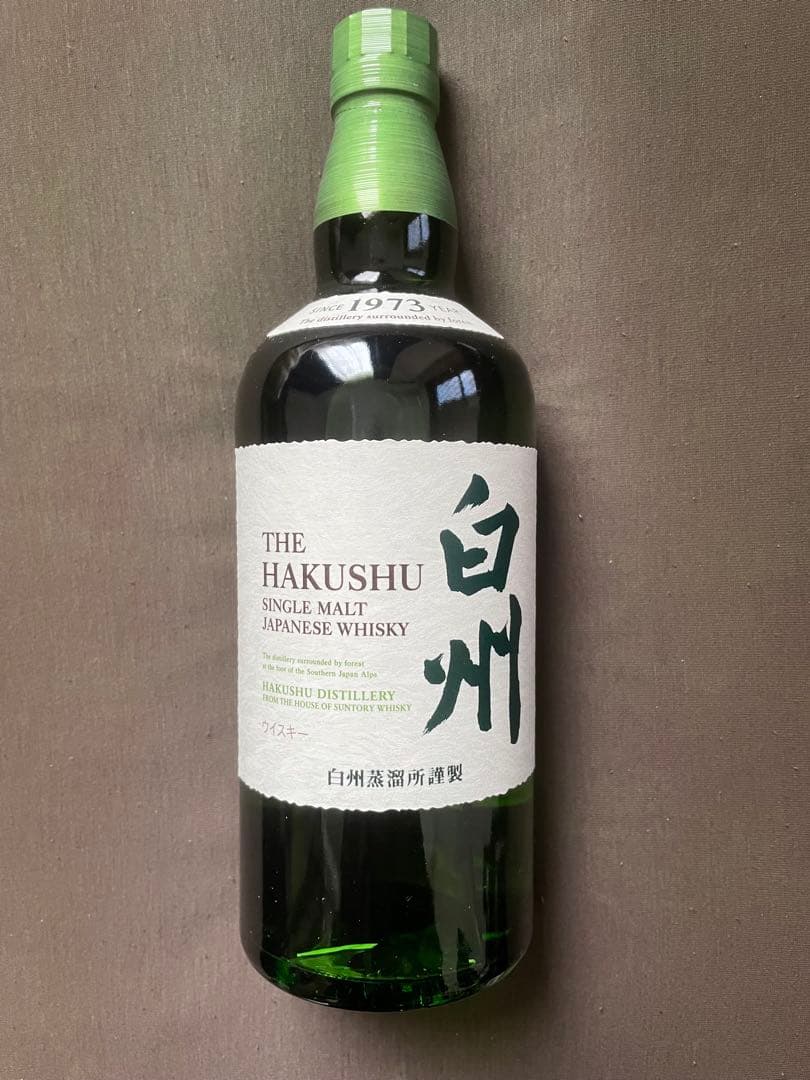 SINCE 1973 YEAR
The distillery surrounded by forest
白州
THE
HAKUSHU
SINGLE MALT
JAPANESE WHISKY
The distillery surrounded by forest
at the foot of the Southern Japan Alps
HAKUSHU DISTILLERY
FROM THE HOUSE OF SUNTORY WHISKY
ウイスキー
白州蒸溜所謹製